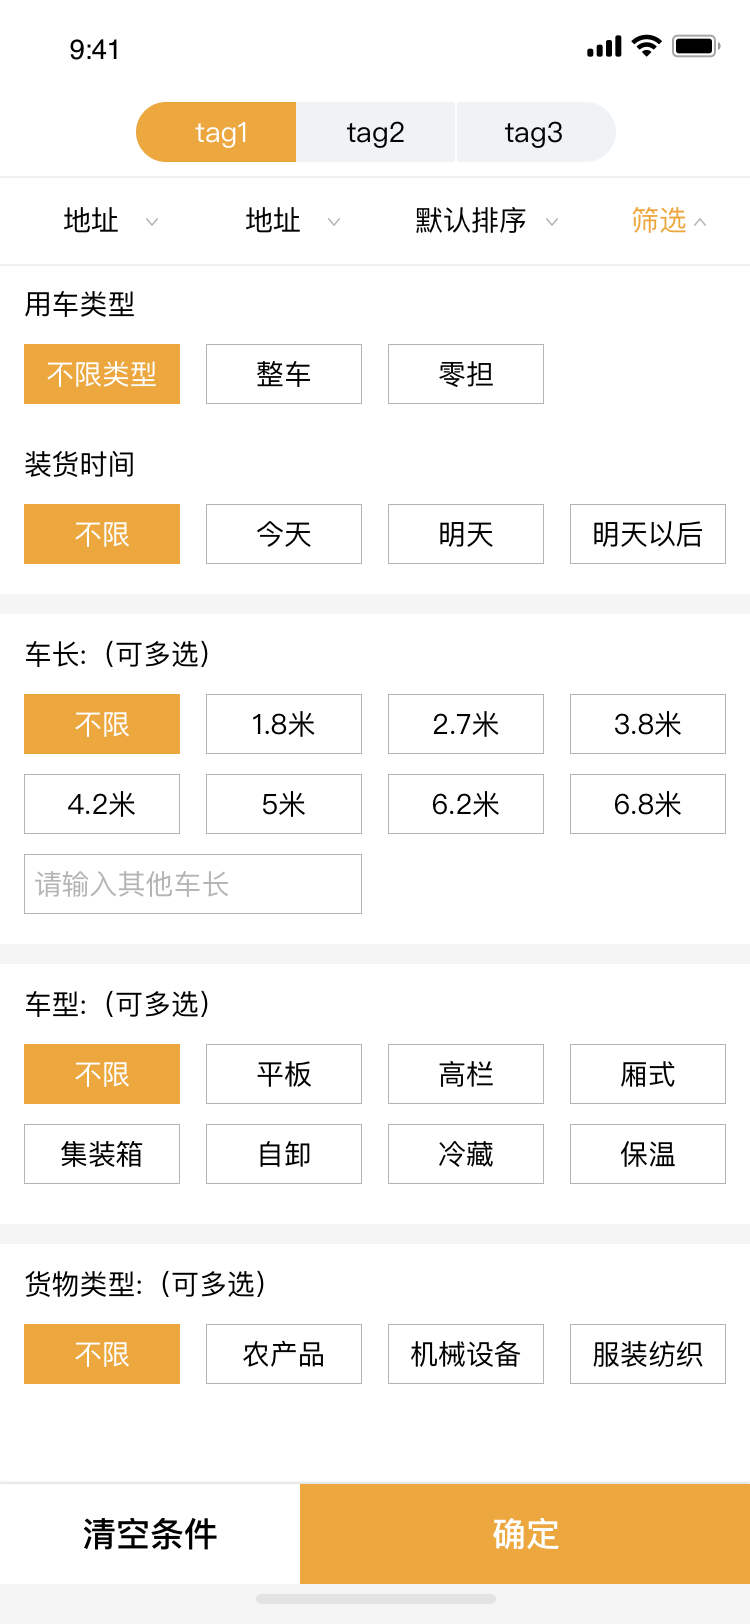 9:41
tag1 tag2 tag3
地址 地址 默认排序 筛选
用车类型
不限类型 整车 零担
装货时间
不限 今天 明天 明天以后
车长:（可多选）
不限 1.8米 2.7米 3.8米
4.2米 5米 6.2米 6.8米
请输入其他车长
车型:（可多选）
不限 平板 高栏 厢式
集装箱 自卸 冷藏 保温
货物类型:（可多选）
不限 农产品 机械设备 服装纺织
清空条件 确定